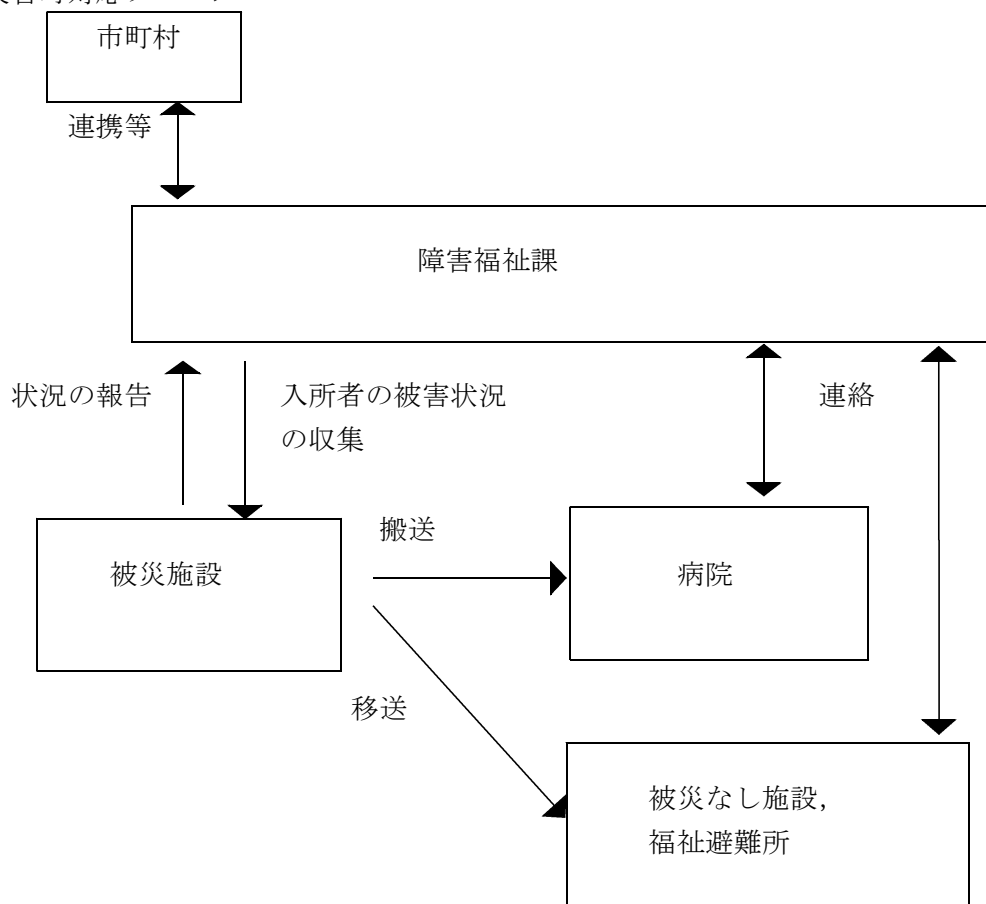 市町村
連携等
障害福祉課
状況の報告
入所者の被害状況
の収集
連絡
搬送
被災施設
病院
移送
被災なし施設,
福祉避難所